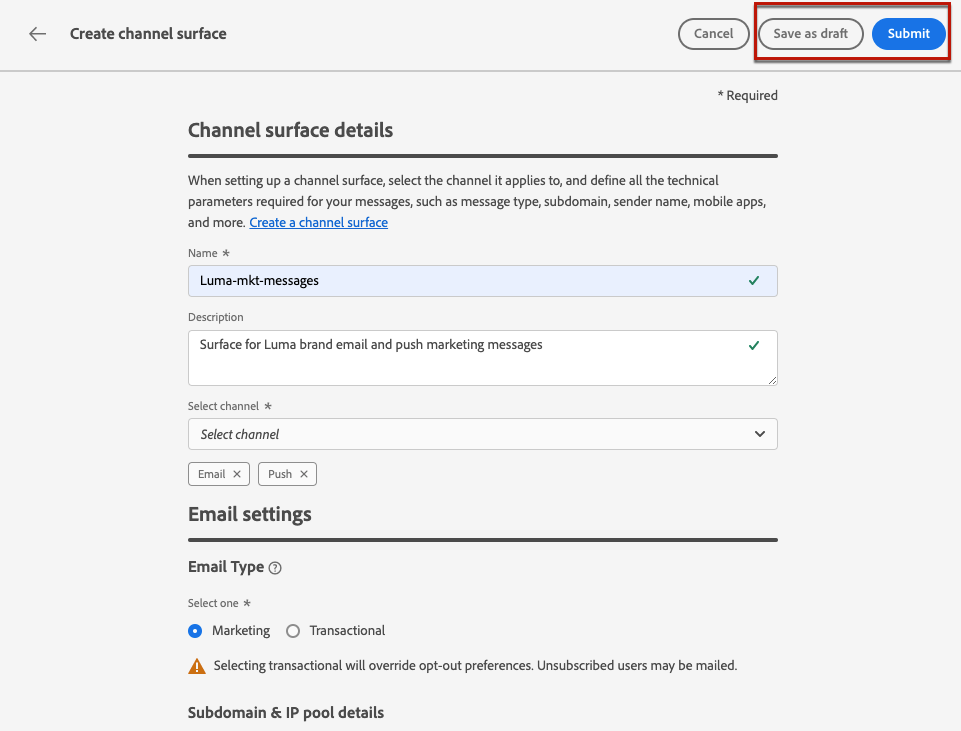 Create channel surface
Cancel
Save as draft
Submit
* Required
Channel surface details
When setting up a channel surface, select the channel it applies to, and define all the technical
parameters required for your messages, such as message type, subdomain, sender name, mobile apps,
and more. Create a channel surface
Name *
Luma-mkt-messages
Description
Surface for Luma brand email and push marketing messages
Select channel *
Select channel
Email ×
Push ×
Email settings
Email Type ?
Select one *
Marketing
Transactional
Selecting transactional will override opt-out preferences. Unsubscribed users may be mailed.
Subdomain & IP pool details